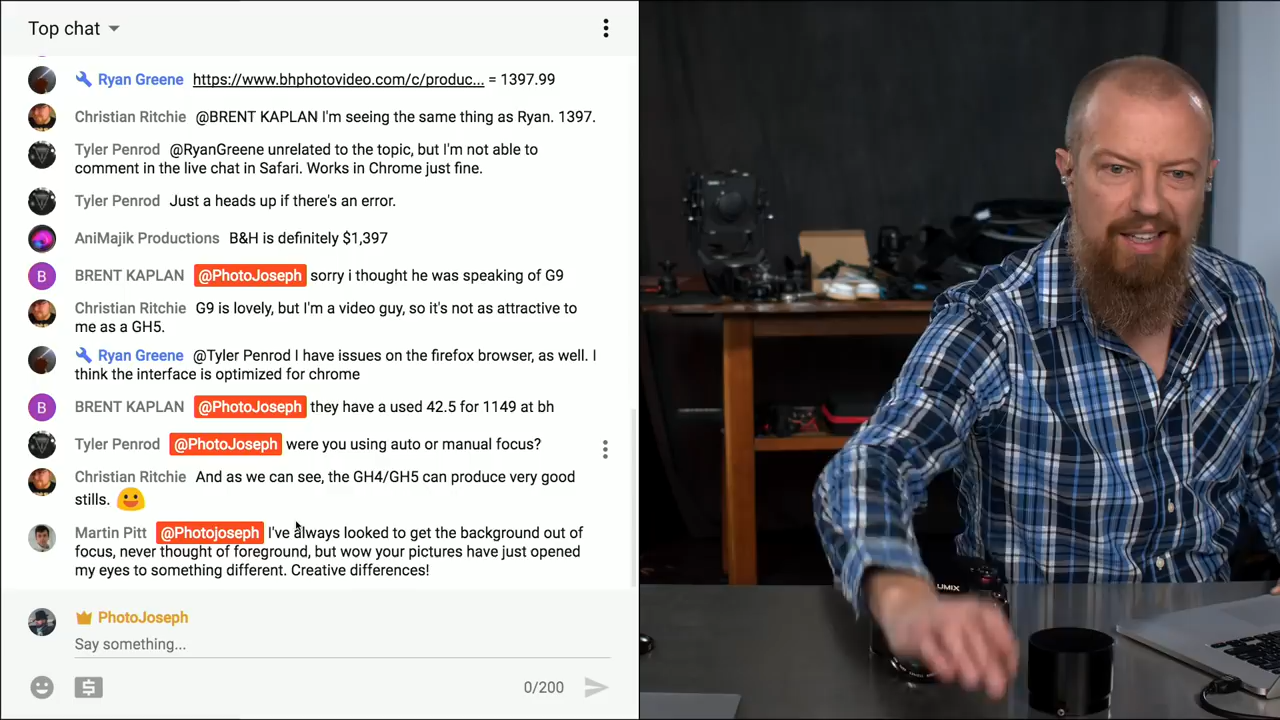 Top chat
Ryan Greene https://www.bhphotovideo.com/c/produc... = 1397.99
Christian Ritchie @BRENT KAPLAN I'm seeing the same thing as Ryan. 1397.
Tyler Penrod @RyanGreene unrelated to the topic, but I'm not able to
comment in the live chat in Safari. Works in Chrome just fine.
Tyler Penrod Just a heads up if there's an error.
AniMajik Productions B&H is definitely $1,397
B BRENT KAPLAN @PhotoJoseph sorry i thought he was speaking of G9
Christian Ritchie G9 is lovely, but I'm a video guy, so it's not as attractive to
me as a GH5.
Ryan Greene @Tyler Penrod I have issues on the firefox browser, as well. I
think the interface is optimized for chrome
B BRENT KAPLAN @PhotoJoseph they have a used 42.5 for 1149 at bh
Tyler Penrod @PhotoJoseph were you using auto or manual focus?
Christian Ritchie And as we can see, the GH4/GH5 can produce very good
stills.
Martin Pitt @Photojoseph I've always looked to get the background out of
focus, never thought of foreground, but wow your pictures have just opened
my eyes to something different. Creative differences!
PhotoJoseph
Say something...
$ 0/200
UMIX